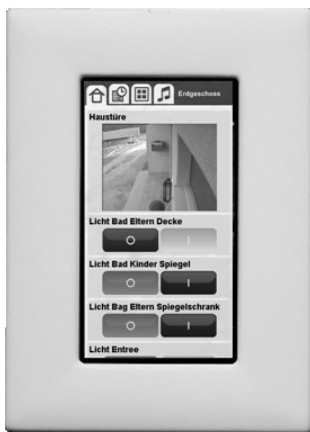 Erdgeschoss
Haustüre
Licht Bad Eltern Decke
O I
Licht Bad Kinder Spiegel
O I
Licht Bag Eltern Spiegelschrank
O I
Licht Entree